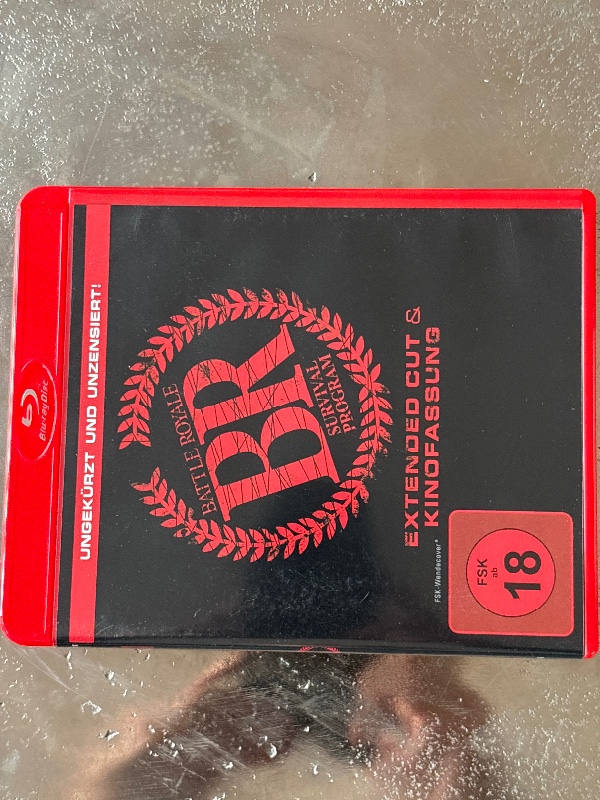 Blu-ray Disc
UNGEKÜRZT UND UNZENSIERT!
BATTLE ROYALE
BR
SURVIVAL
PROGRAM
EXTENDED CUT &
KINOFASSUNG
FSK-Wendecover*
FSK
ab
18